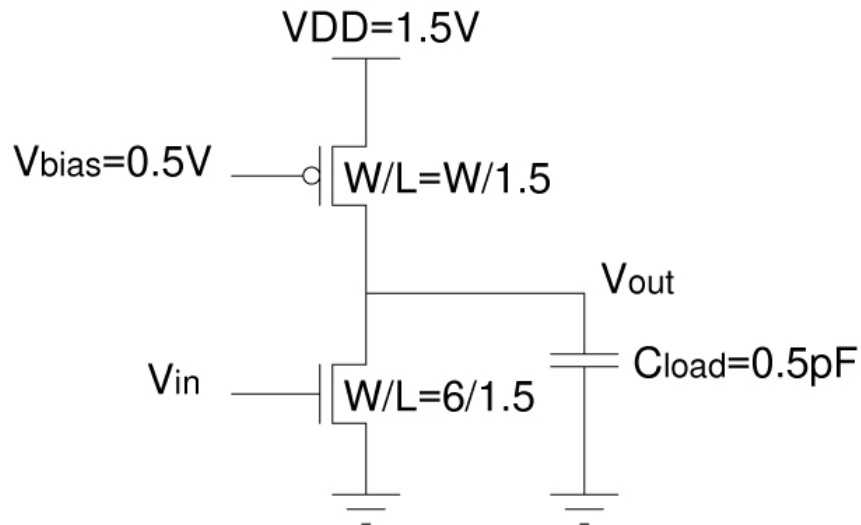 VDD=1.5V
Vbias=0.5V
W/L=W/1.5
Vout
Cload=0.5pF
Vin
W/L=6/1.5